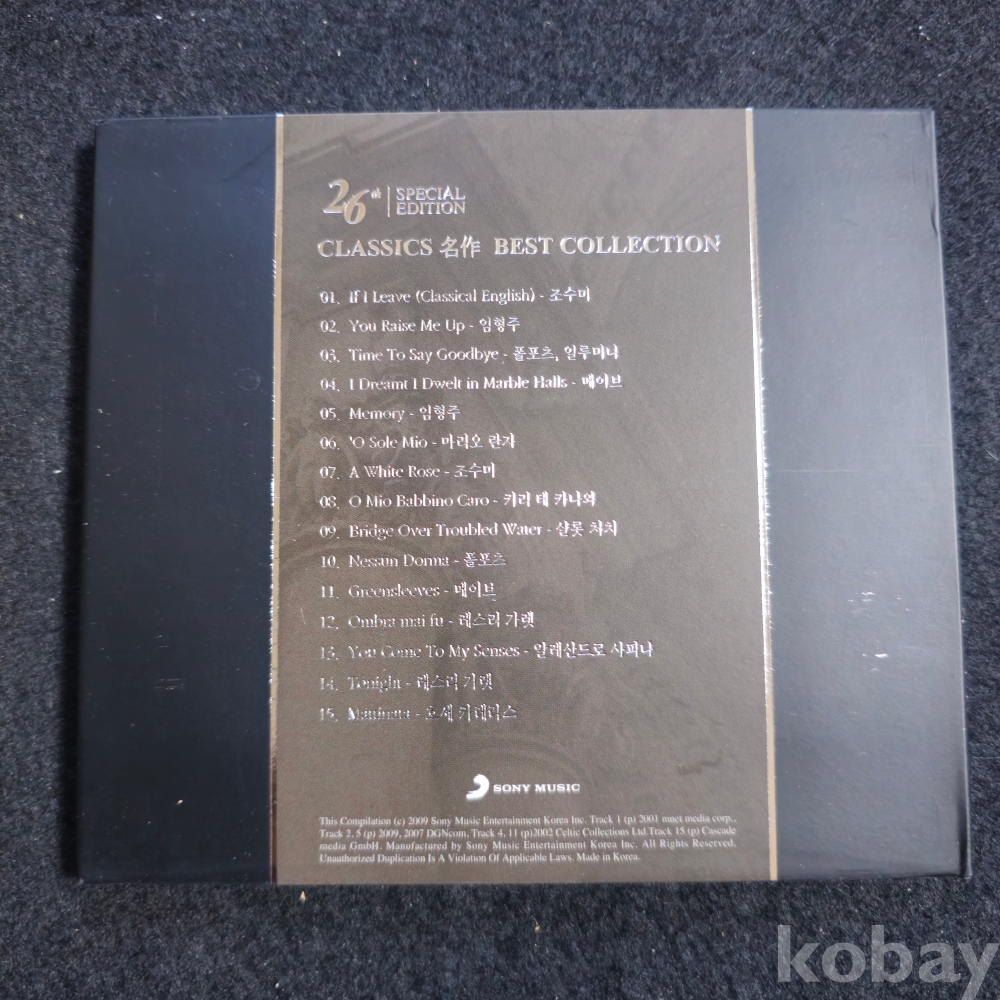 26th SPECIAL EDITION
CLASSICS 名作 BEST COLLECTION
01. If I Leave (Classical English) - 조수미
02. You Raise Me Up - 임형주
03. Time To Say Goodbye - 폴포츠, 일루미나
04. I Dreamt I Dwelt in Marble Halls - 메이브
05. Memory - 임형주
06. 'O Sole Mio - 마리오 란자
07. A White Rose - 조수미
08. O Mio Babbino Caro - 키리 테 카나와
09. Bridge Over Troubled Water - 샬롯 처치
10. Nessun Dorma - 폴포츠
11. Greensleeves - 메이브
12. Ombra mai fu - 레스리 가렛
13. You Come To My Senses - 알레산드로 사피나
14. Tonight - 레스리 가렛
15. Mattinata - 호세 카레라스
SONY MUSIC
This Compilation (c) 2009 Sony Music Entertainment Korea Inc. Track 1 (p) 2001 mnet media corp.,
Track 2, 5 (p) 2009, 2007 DGNcom, Track 4, 11 (p)2002 Celtic Collections Ltd.Track 15 (p) Cascade
media GmbH. Manufactured by Sony Music Entertainment Korea Inc. All Rights Reserved.
Unauthorized Duplication Is A Violation Of Applicable Laws. Made in Korea.
kobay